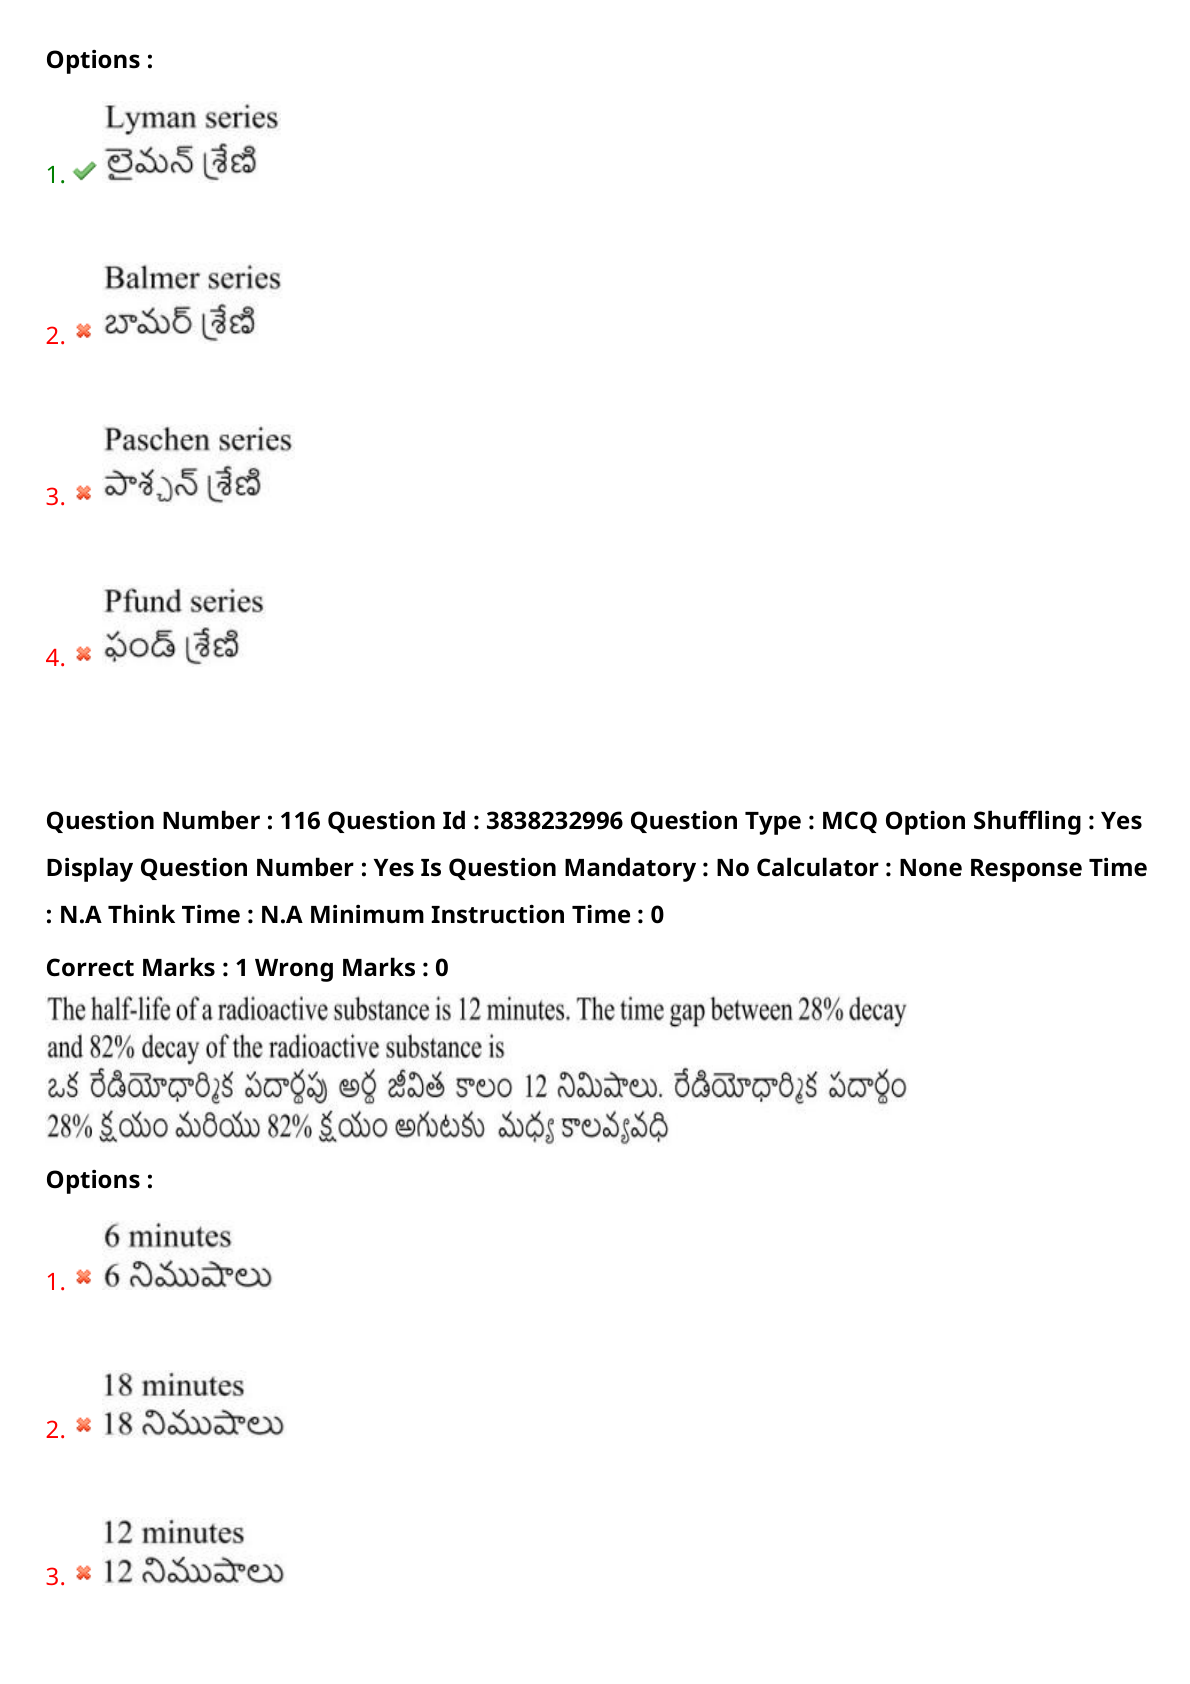 Options :
Lyman series
1. లైమన్ శ్రేణి
Balmer series
2. బామర్ శ్రేణి
Paschen series
3. పాశ్చన్ శ్రేణి
Pfund series
4. ఫండ్ శ్రేణి
Question Number : 116 Question Id : 3838232996 Question Type : MCQ Option Shuffling : Yes
Display Question Number : Yes Is Question Mandatory : No Calculator : None Response Time
: N.A Think Time : N.A Minimum Instruction Time : 0
Correct Marks : 1 Wrong Marks : 0
The half-life of a radioactive substance is 12 minutes. The time gap between 28% decay
and 82% decay of the radioactive substance is
ఒక రేడియోధార్మిక పదార్థపు అర్థ జీవిత కాలం 12 నిమిషాలు. రేడియోధార్మిక పదార్థం
28% క్షయం మరియు 82% క్షయం అగుటకు మధ్య కాలవ్యవధి
Options :
6 minutes
1. 6 నిముషాలు
18 minutes
2. 18 నిముషాలు
12 minutes
3. 12 నిముషాలు